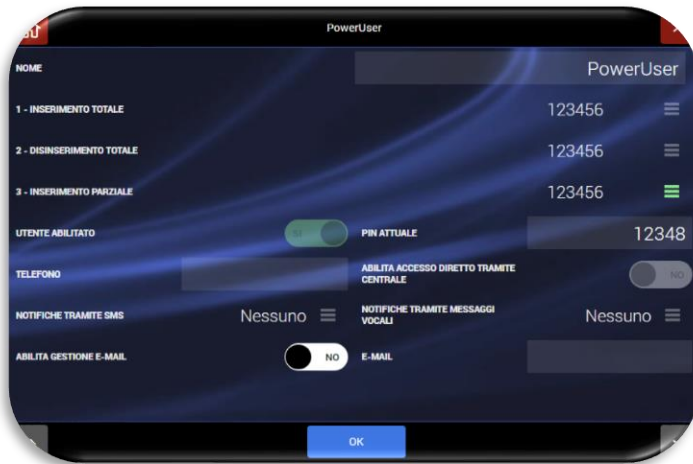 PowerUser
NOME PowerUser
1 - INSERIMENTO TOTALE 123456
2 - DISINSERIMENTO TOTALE 123456
3 - INSERIMENTO PARZIALE 123456
UTENTE ABILITATO SI PIN ATTUALE 12348
TELEFONO ABILITA ACCESSO DIRETTO TRAMITE
CENTRALE NO
NOTIFICHE TRAMITE SMS Nessuno NOTIFICHE TRAMITE MESSAGGI
VOCALI Nessuno
ABILITA GESTIONE E-MAIL NO E-MAIL
OK